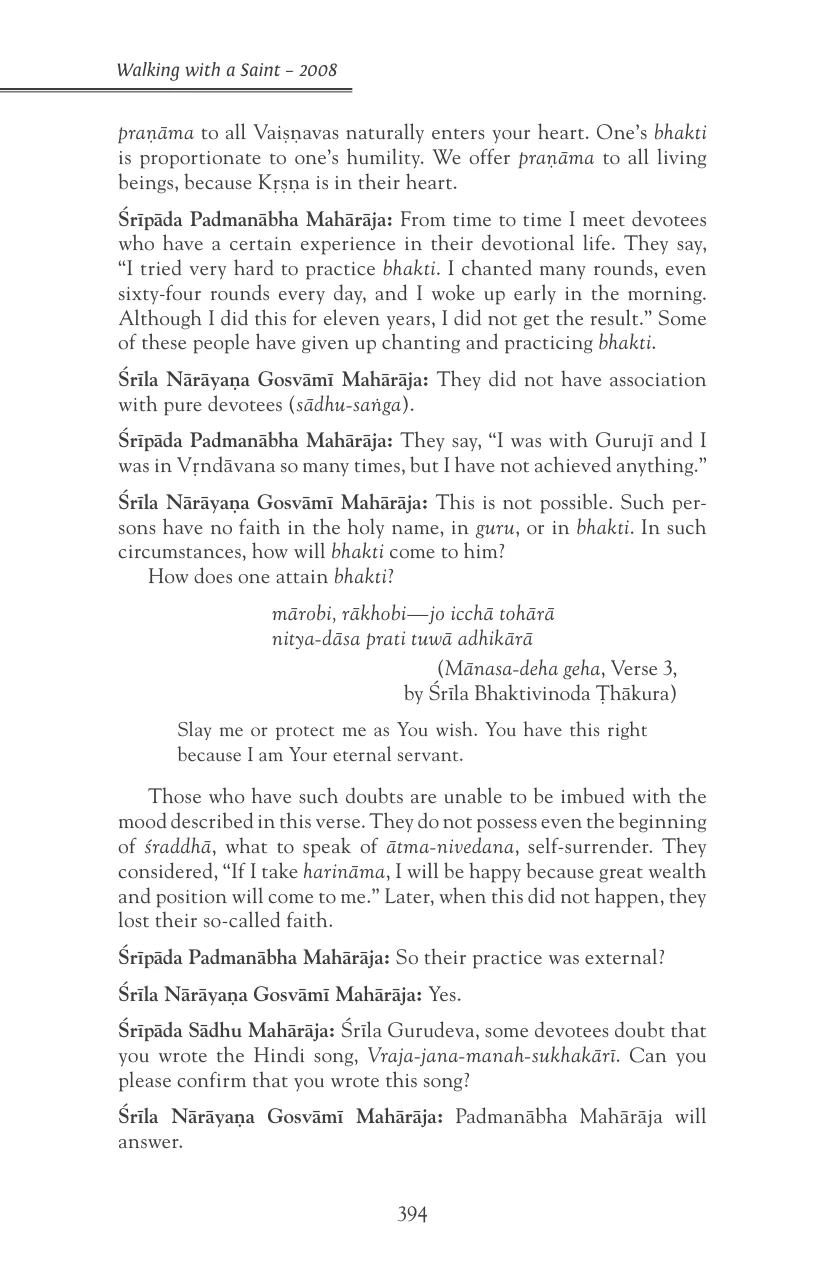 Walking with a Saint – 2008
praṇāma to all Vaiṣṇavas naturally enters your heart. One’s bhakti
is proportionate to one’s humility. We offer praṇāma to all living
beings, because Kṛṣṇa is in their heart.
Śrīpāda Padmanābha Mahārāja: From time to time I meet devotees
who have a certain experience in their devotional life. They say,
“I tried very hard to practice bhakti. I chanted many rounds, even
sixty-four rounds every day, and I woke up early in the morning.
Although I did this for eleven years, I did not get the result.” Some
of these people have given up chanting and practicing bhakti.
Śrīla Nārāyaṇa Gosvāmī Mahārāja: They did not have association
with pure devotees (sādhu-saṅga).
Śrīpāda Padmanābha Mahārāja: They say, “I was with Gurujī and I
was in Vṛndāvana so many times, but I have not achieved anything.”
Śrīla Nārāyaṇa Gosvāmī Mahārāja: This is not possible. Such per-
sons have no faith in the holy name, in guru, or in bhakti. In such
circumstances, how will bhakti come to him?
How does one attain bhakti?
mārobi, rākhobi—jo icchā tohārā
nitya-dāsa prati tuwā adhikārā
(Mānasa-deha geha, Verse 3,
by Śrīla Bhaktivinoda Ṭhākura)
Slay me or protect me as You wish. You have this right
because I am Your eternal servant.
Those who have such doubts are unable to be imbued with the
mood described in this verse. They do not possess even the beginning
of śraddhā, what to speak of ātma-nivedana, self-surrender. They
considered, “If I take harināma, I will be happy because great wealth
and position will come to me.” Later, when this did not happen, they
lost their so-called faith.
Śrīpāda Padmanābha Mahārāja: So their practice was external?
Śrīla Nārāyaṇa Gosvāmī Mahārāja: Yes.
Śrīpāda Sādhu Mahārāja: Śrīla Gurudeva, some devotees doubt that
you wrote the Hindi song, Vraja-jana-manah-sukhakārī. Can you
please confirm that you wrote this song?
Śrīla Nārāyaṇa Gosvāmī Mahārāja: Padmanābha Mahārāja will
answer.
394